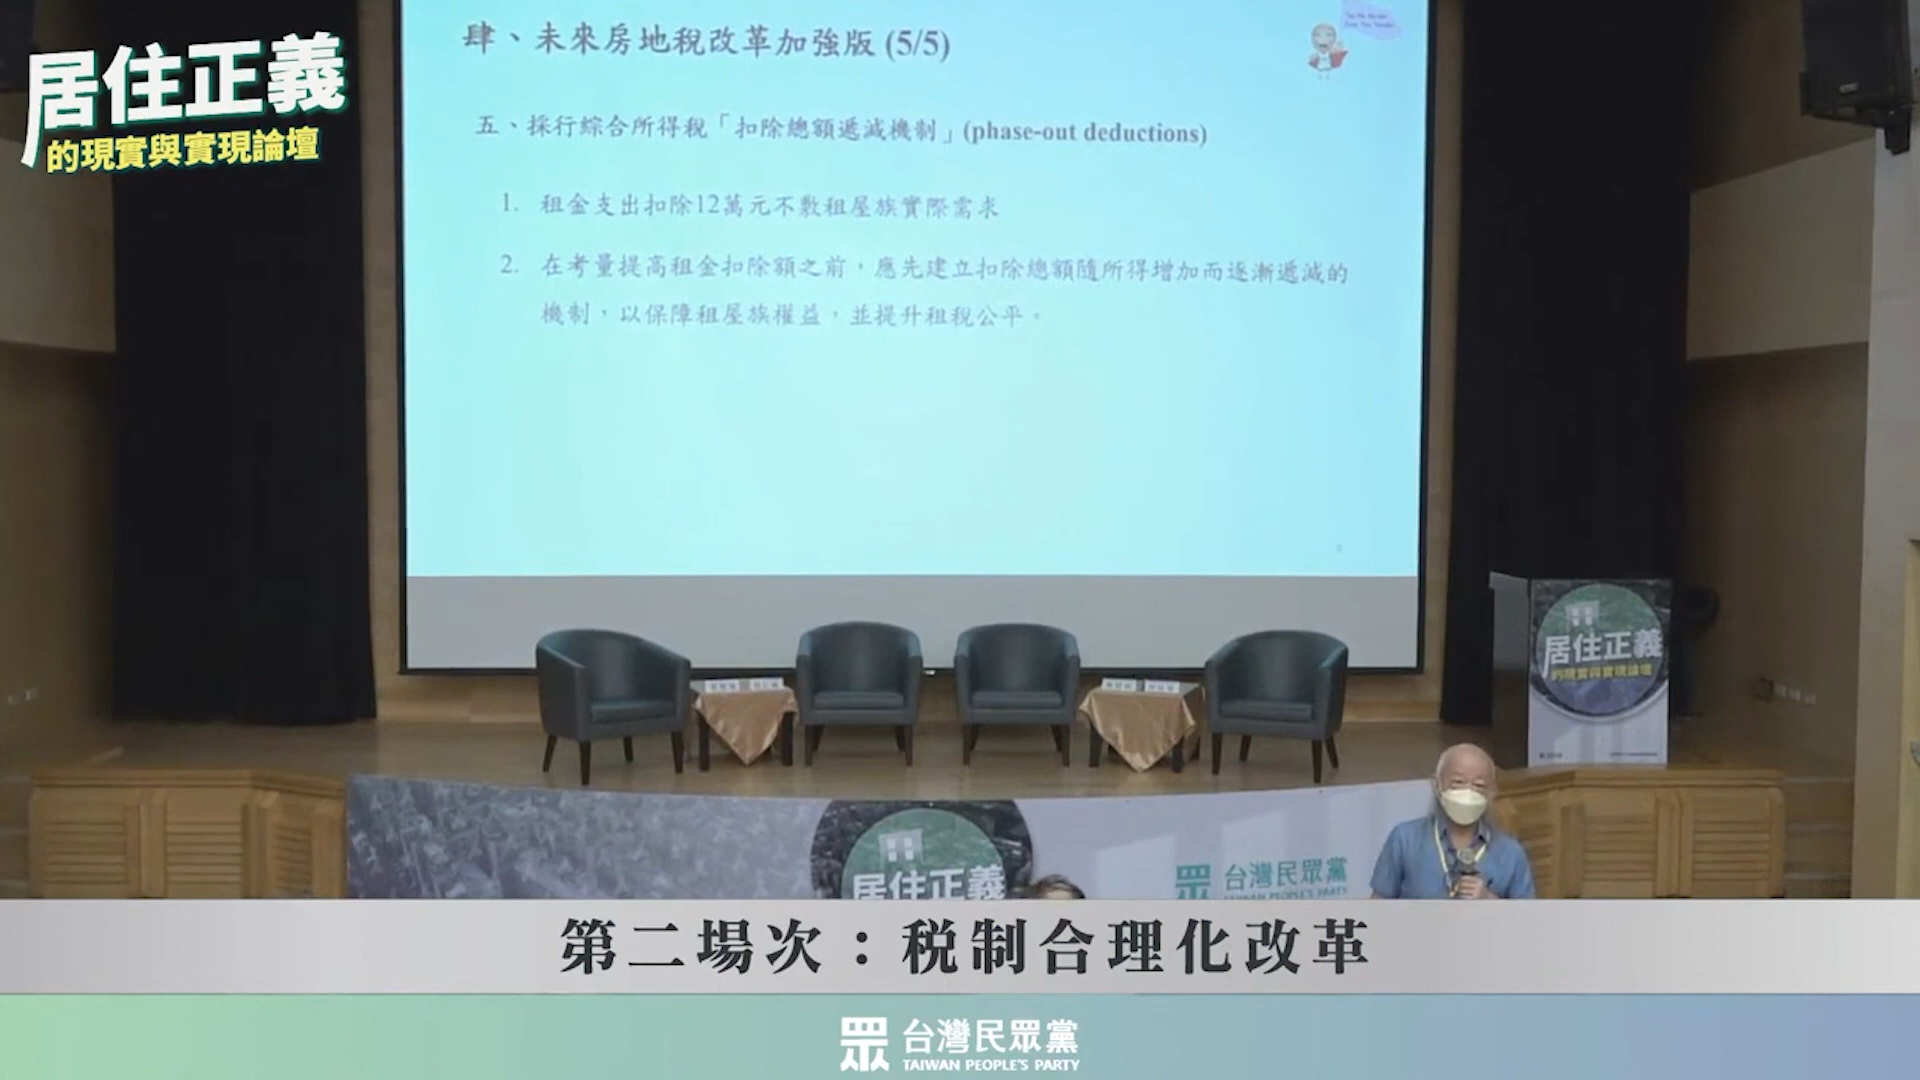 居住正義
的現實與實現論壇
肆、未來房地稅改革加強版 (5/5)
五、採行綜合所得稅「扣除總額遞減機制」(phase-out deductions)
1. 租金支出扣除12萬元不敷租屋族實際需求
2. 在考量提高租金扣除額之前，應先建立扣除總額隨所得增加而逐漸遞減的
機制，以保障租屋族權益，並提升租稅公平。
居住正義
的現實與實現論壇
居住正義
眾 台灣民眾黨
TAIWAN PEOPLE'S PARTY
第二場次：税制合理化改革
眾 台灣民眾黨
TAIWAN PEOPLE'S PARTY